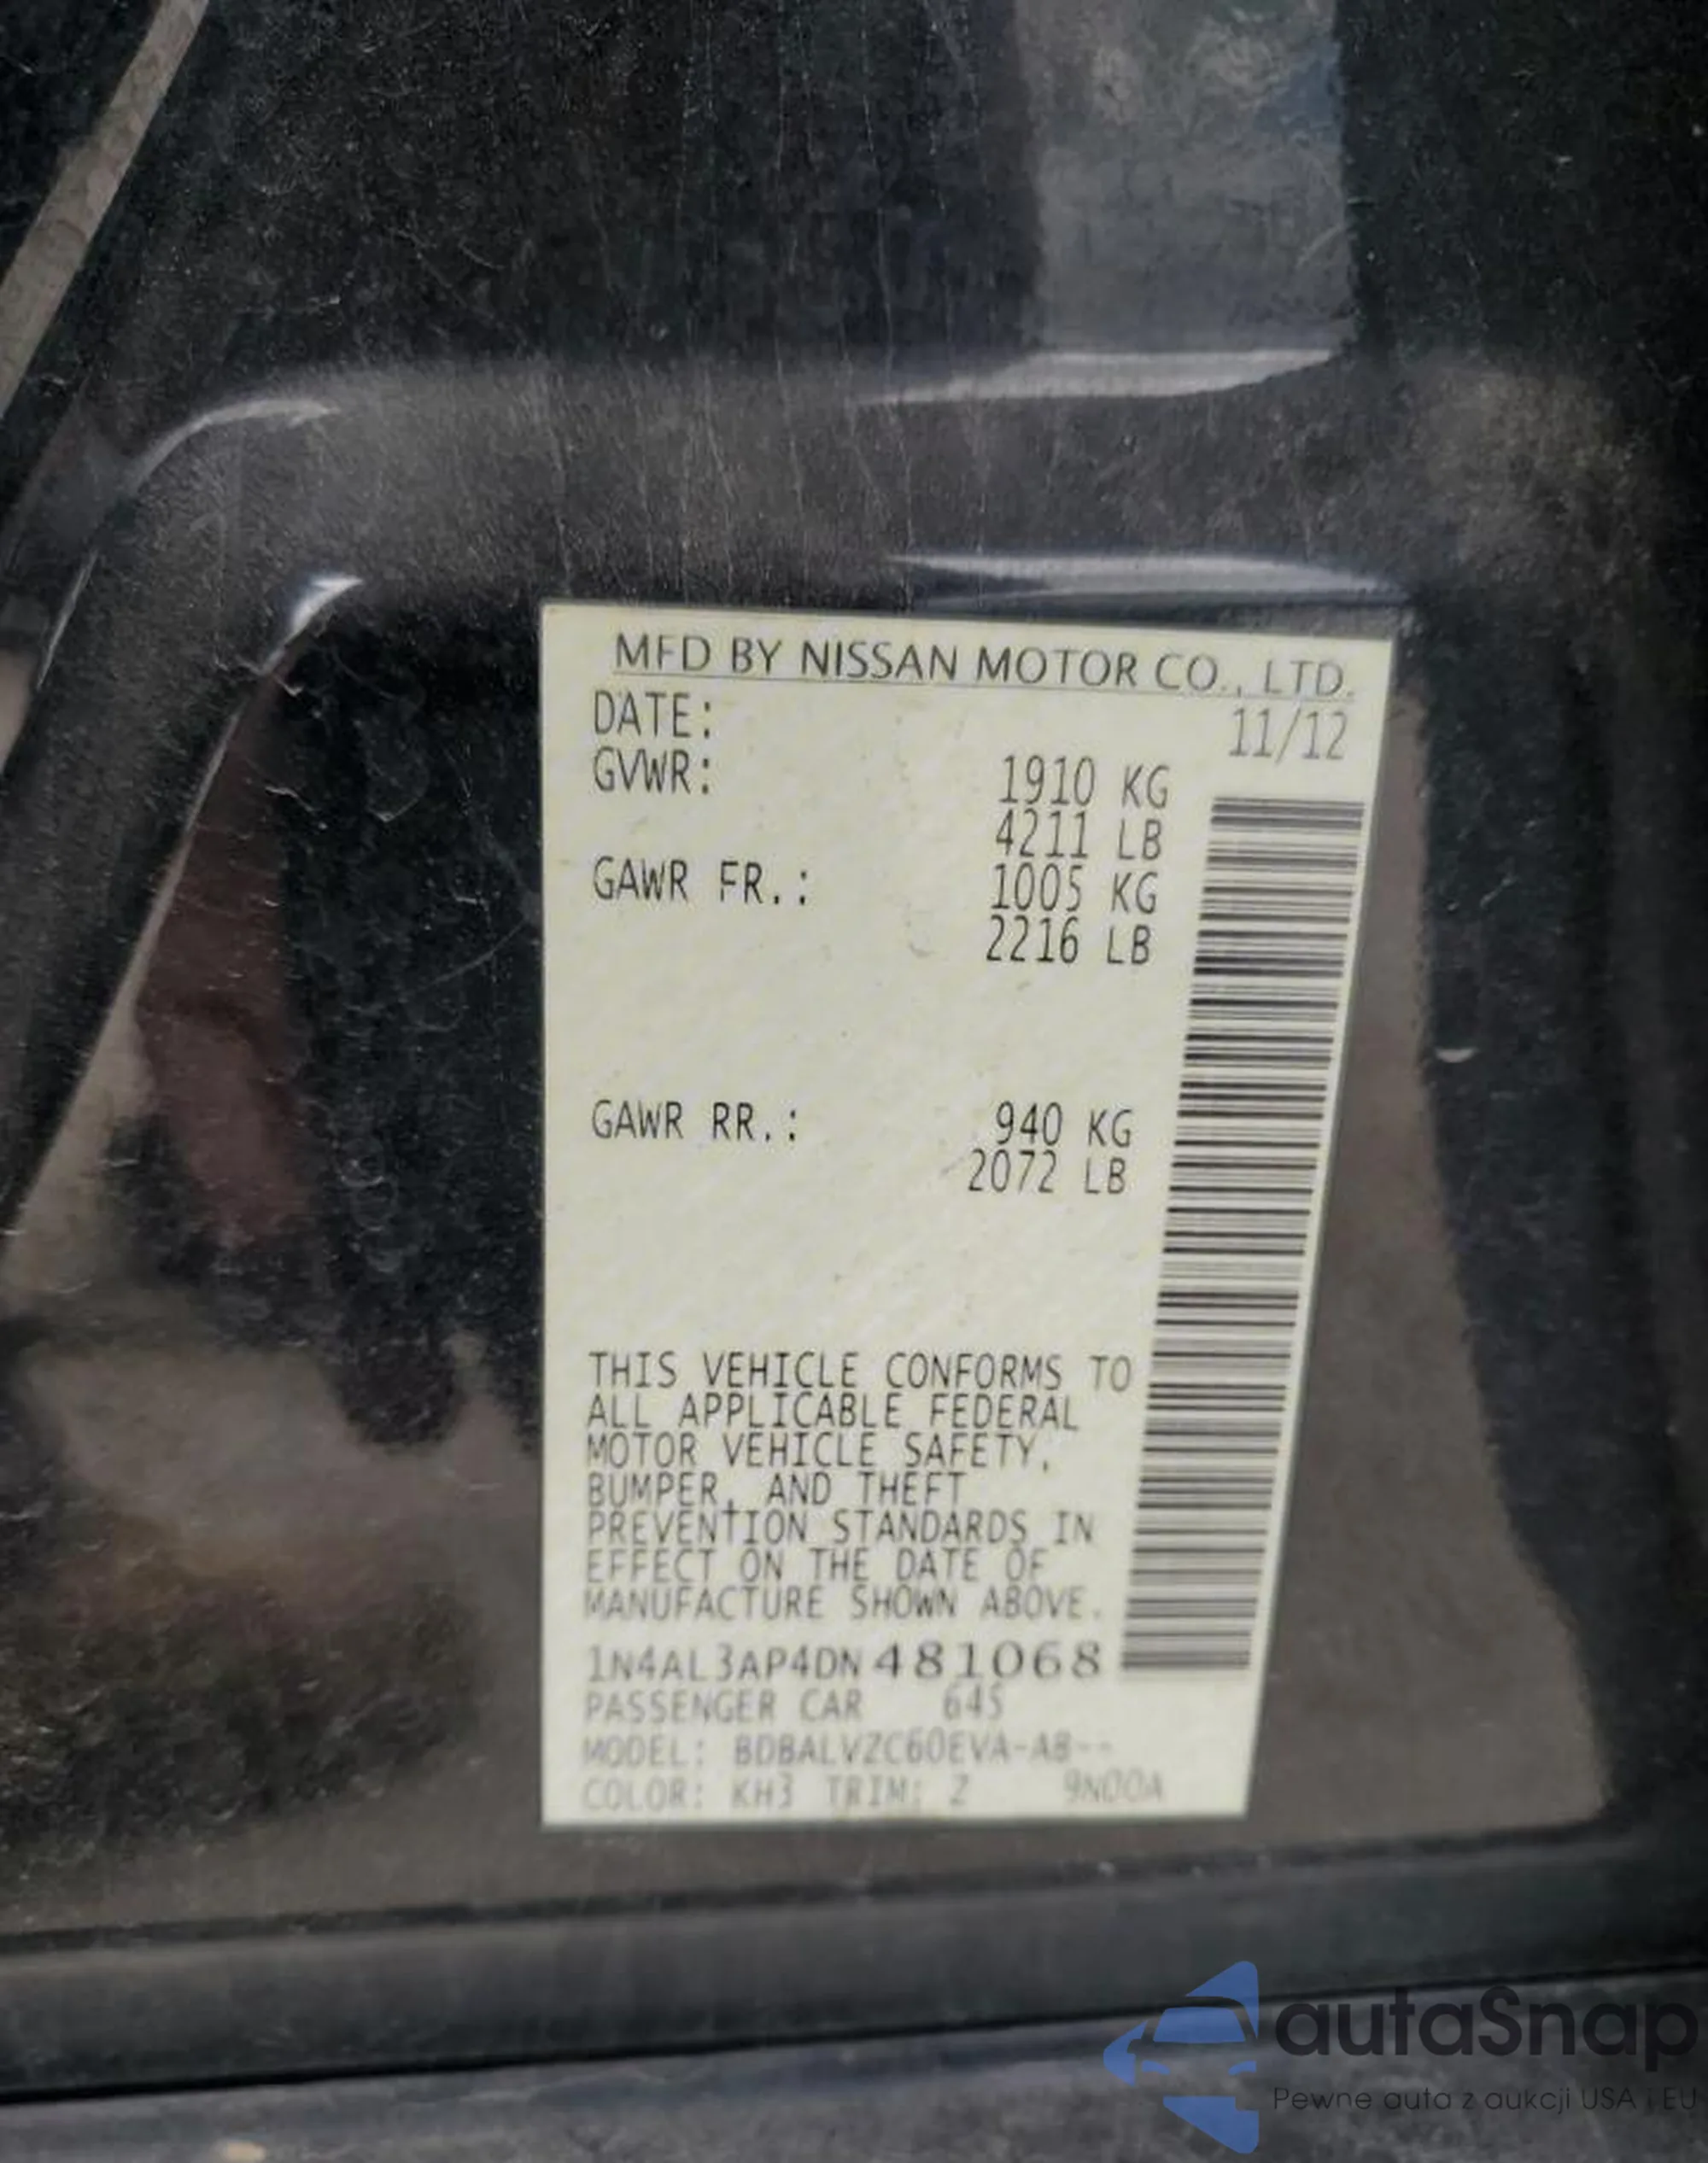 MFD BY NISSAN MOTOR CO., LTD.
DATE: 11/12
GVWR: 1910 KG
4211 LB
GAWR FR.: 1005 KG
2216 LB
GAWR RR.: 940 KG
2072 LB
THIS VEHICLE CONFORMS TO
ALL APPLICABLE FEDERAL
MOTOR VEHICLE SAFETY,
BUMPER, AND THEFT
PREVENTION STANDARDS IN
EFFECT ON THE DATE OF
MANUFACTURE SHOWN ABOVE.
1N4AL3AP4DN481068
PASSENGER CAR 64S
MODEL: BDBALVZC60EVA-AB--
COLOR: KH3 TRIM: Z 9N00A
autaSnap
Pewne auta z aukcji USA i EU